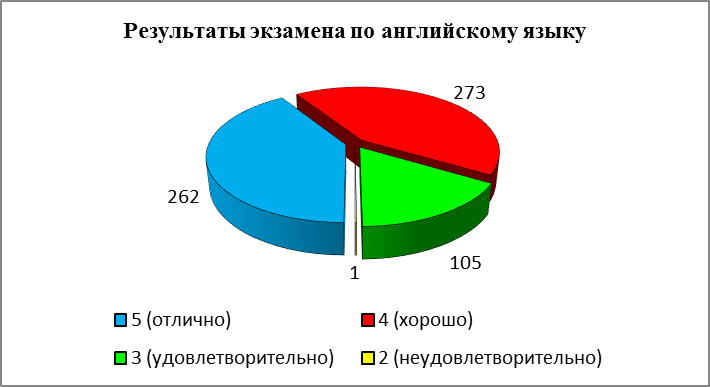 Результаты экзамена по английскому языку
273
262
105
1
5 (отлично)
4 (хорошо)
3 (удовлетворительно)
2 (неудовлетворительно)